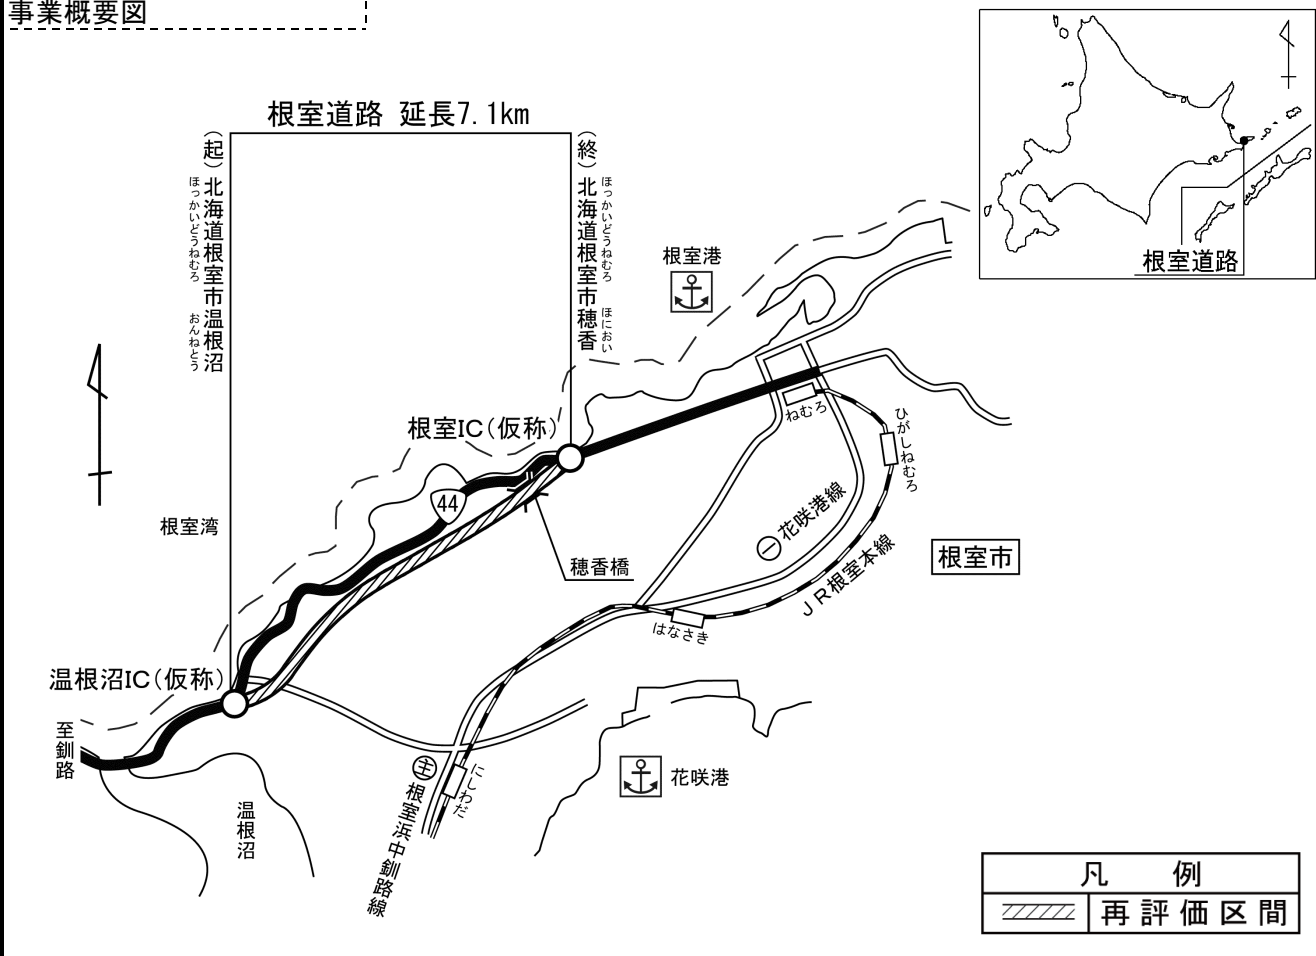 事業概要図
根室道路 延長7.1km
(起)北海道根室市温根沼
ほっかいどうねむろ
おんねとう
(終)北海道根室市穂香
ほっかいどうねむろ
ほにおい
根室港
根室道路
根室IC(仮称)
44
ねむろ
ひがしねむろ
根室湾
穂香橋
一 花咲港線
JR根室本線
根室市
はなさき
温根沼IC(仮称)
至釧路
温根沼
主 根室浜中釧路線
にしわだ
花咲港
凡 例
再評価区間